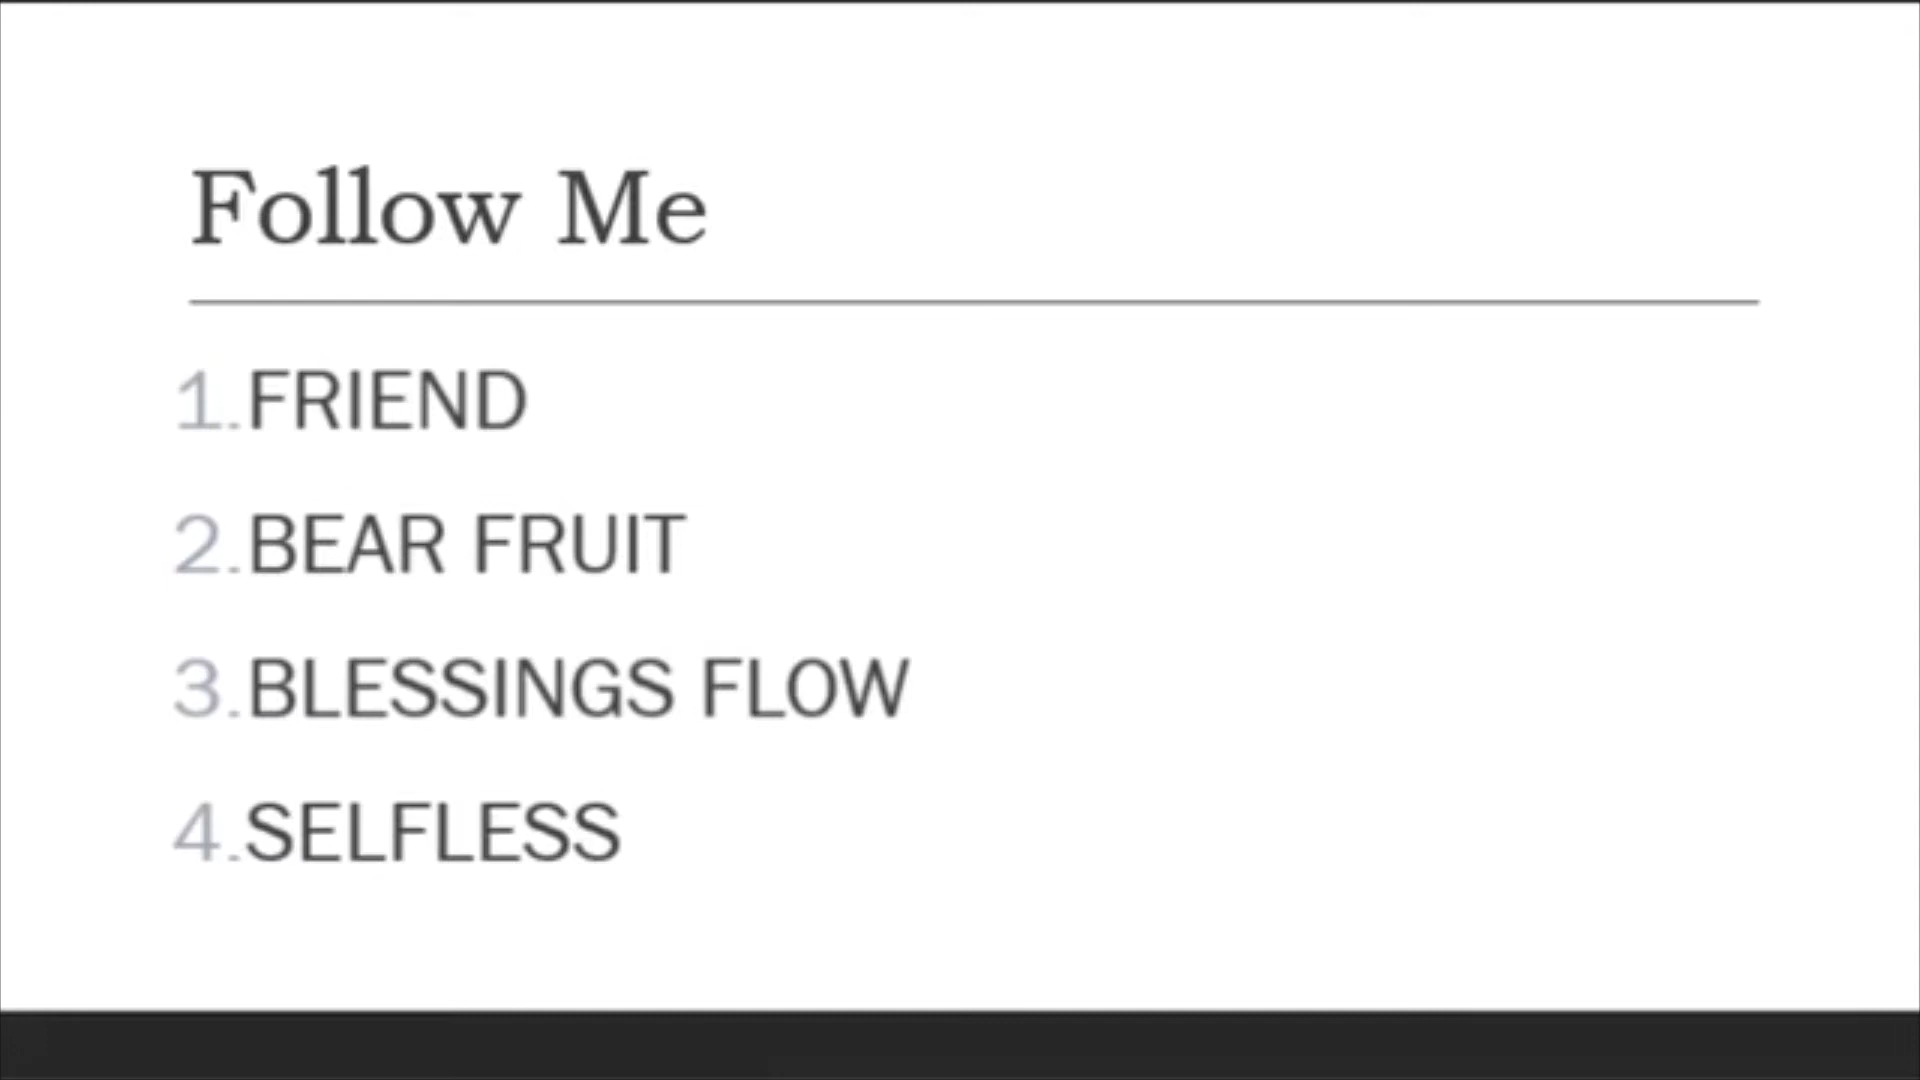 Follow Me
1.FRIEND
2.BEAR FRUIT
3.BLESSINGS FLOW
4.SELFLESS